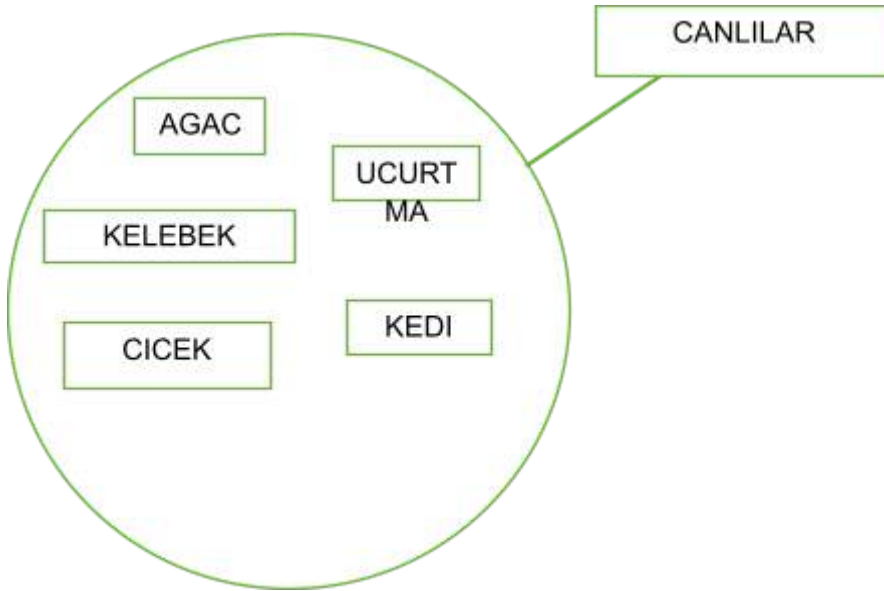 CANLILAR
AGAC
UCURT
MA
KELEBEK
CICEK
KEDI